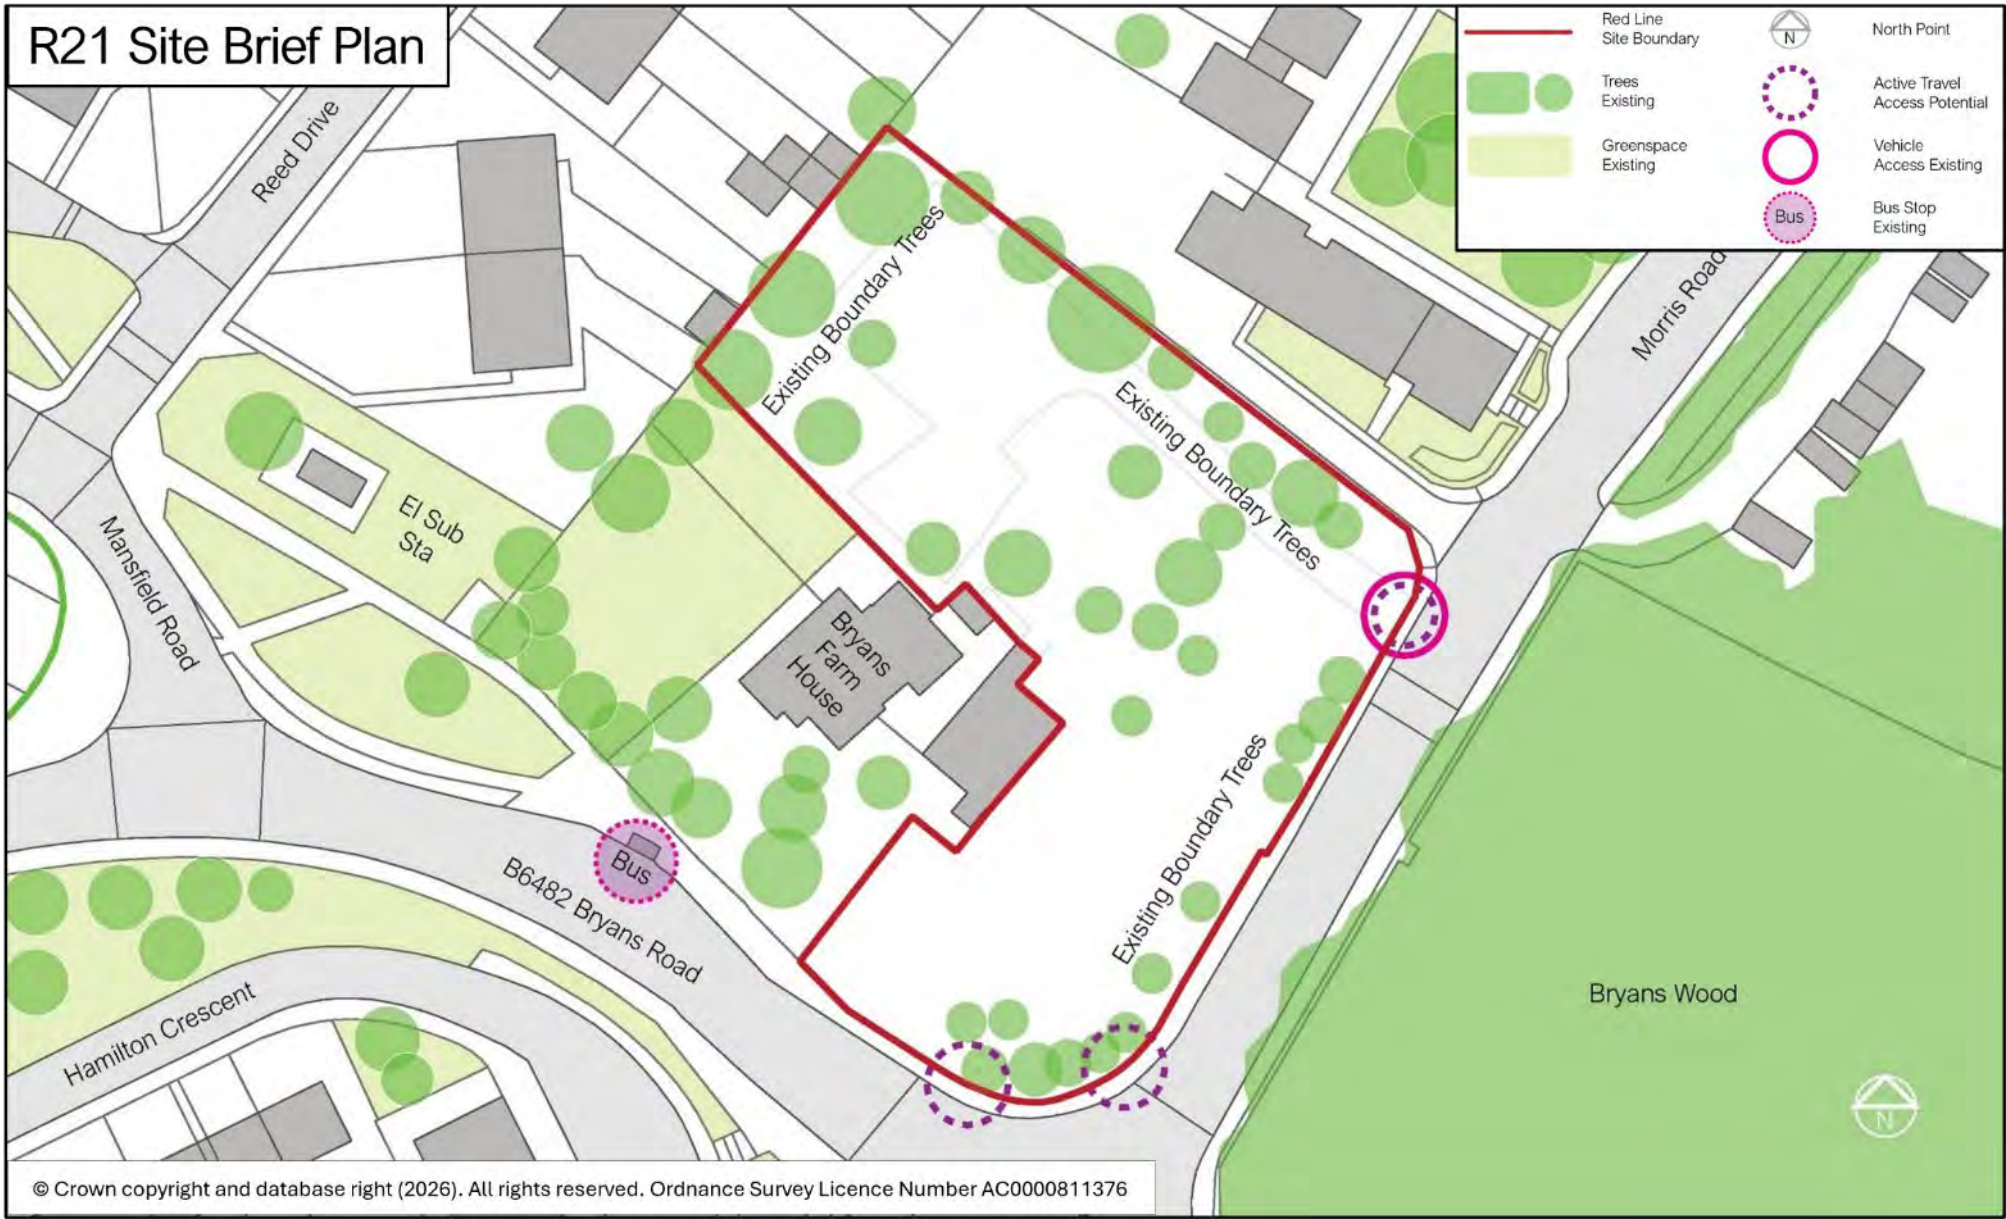 R21 Site Brief Plan
Red Line
Site Boundary
North Point
N
Trees
Existing
Active Travel
Access Potential
Greenspace
Existing
Vehicle
Access Existing
Bus
Bus Stop
Existing
Reed Drive
Morris Road
Existing Boundary Trees
Existing Boundary Trees
El Sub
Sta
Mansfield Road
Bryans
Farm
House
Existing Boundary Trees
Bus
B6482 Bryans Road
Hamilton Crescent
Bryans Wood
N
© Crown copyright and database right (2026). All rights reserved. Ordnance Survey Licence Number AC0000811376